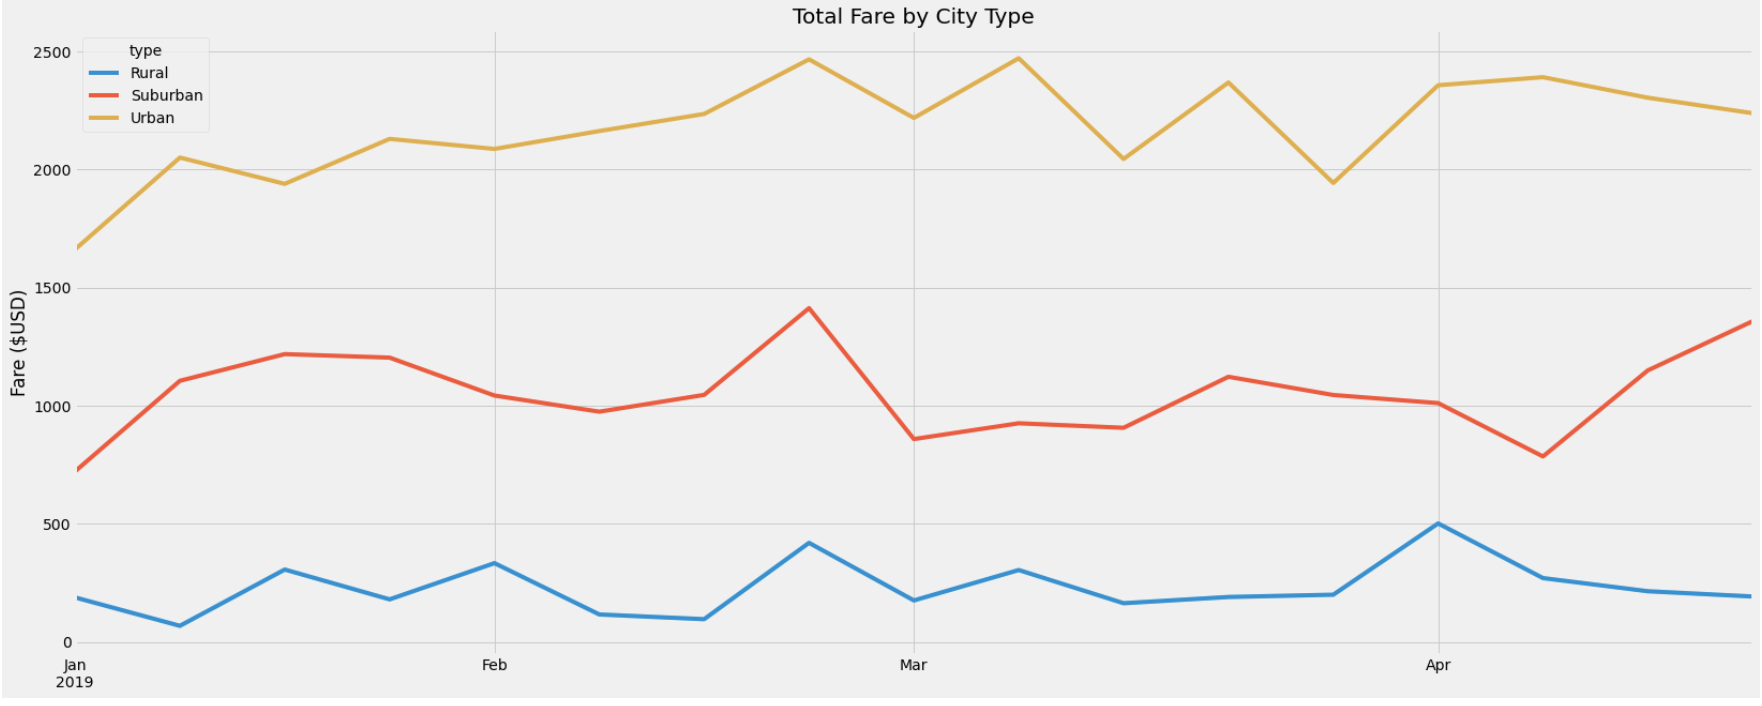 Total Fare by City Type
type
Rural
Suburban
Urban
Fare ($USD)
2500
2000
1500
1000
500
0
Jan
2019
Feb
Mar
Apr